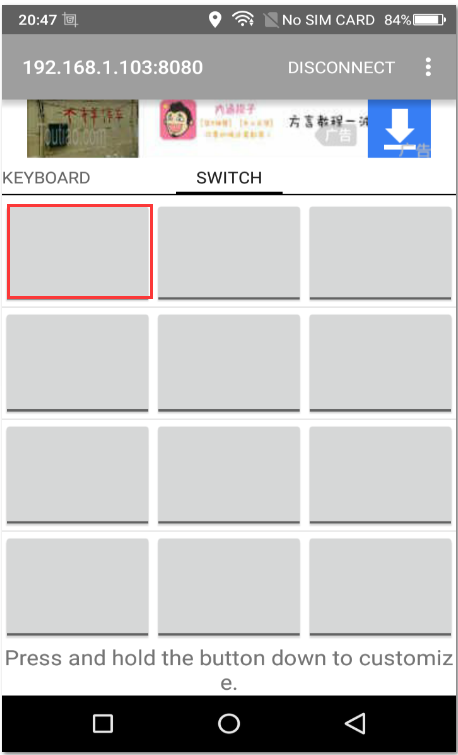 20:47 No SIM CARD 84%
192.168.1.103:8080 DISCONNECT
内涵段子
方言教程一
广告
广告
KEYBOARD SWITCH
Press and hold the button down to customiz
e.